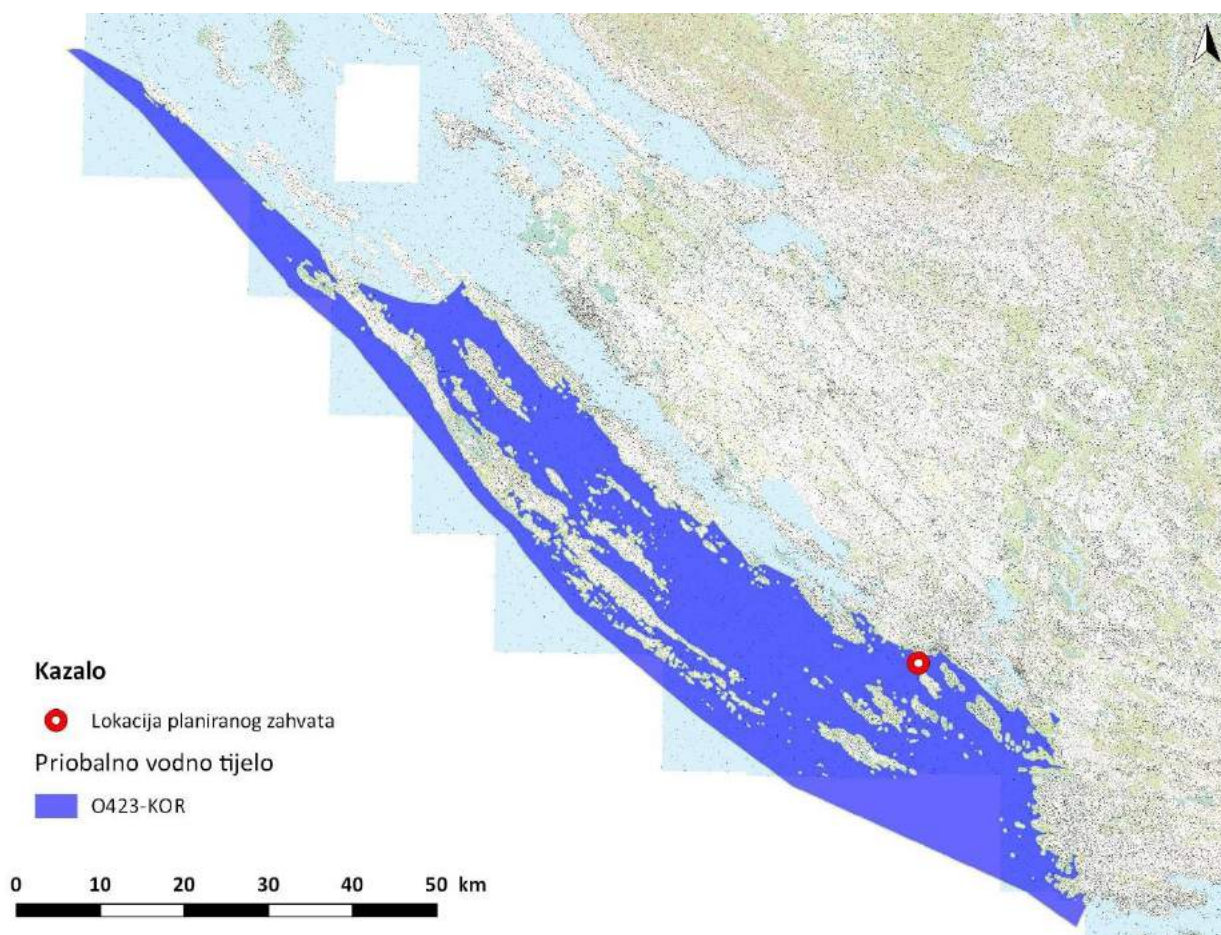 Kazalo
Lokacija planiranog zahvata
Priobalno vodno tijelo
O423-KOR
0 10 20 30 40 50 km